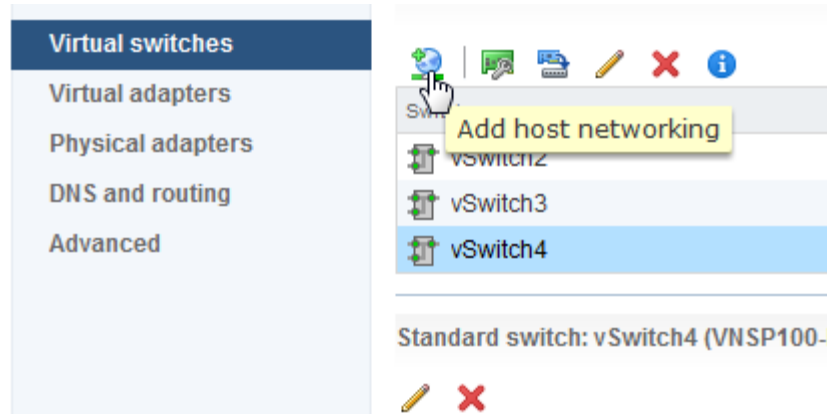 Virtual switches
Virtual adapters
Physical adapters
DNS and routing
Advanced
Add host networking
vSwitch2
vSwitch3
vSwitch4
Standard switch: vSwitch4 (VNSP100-